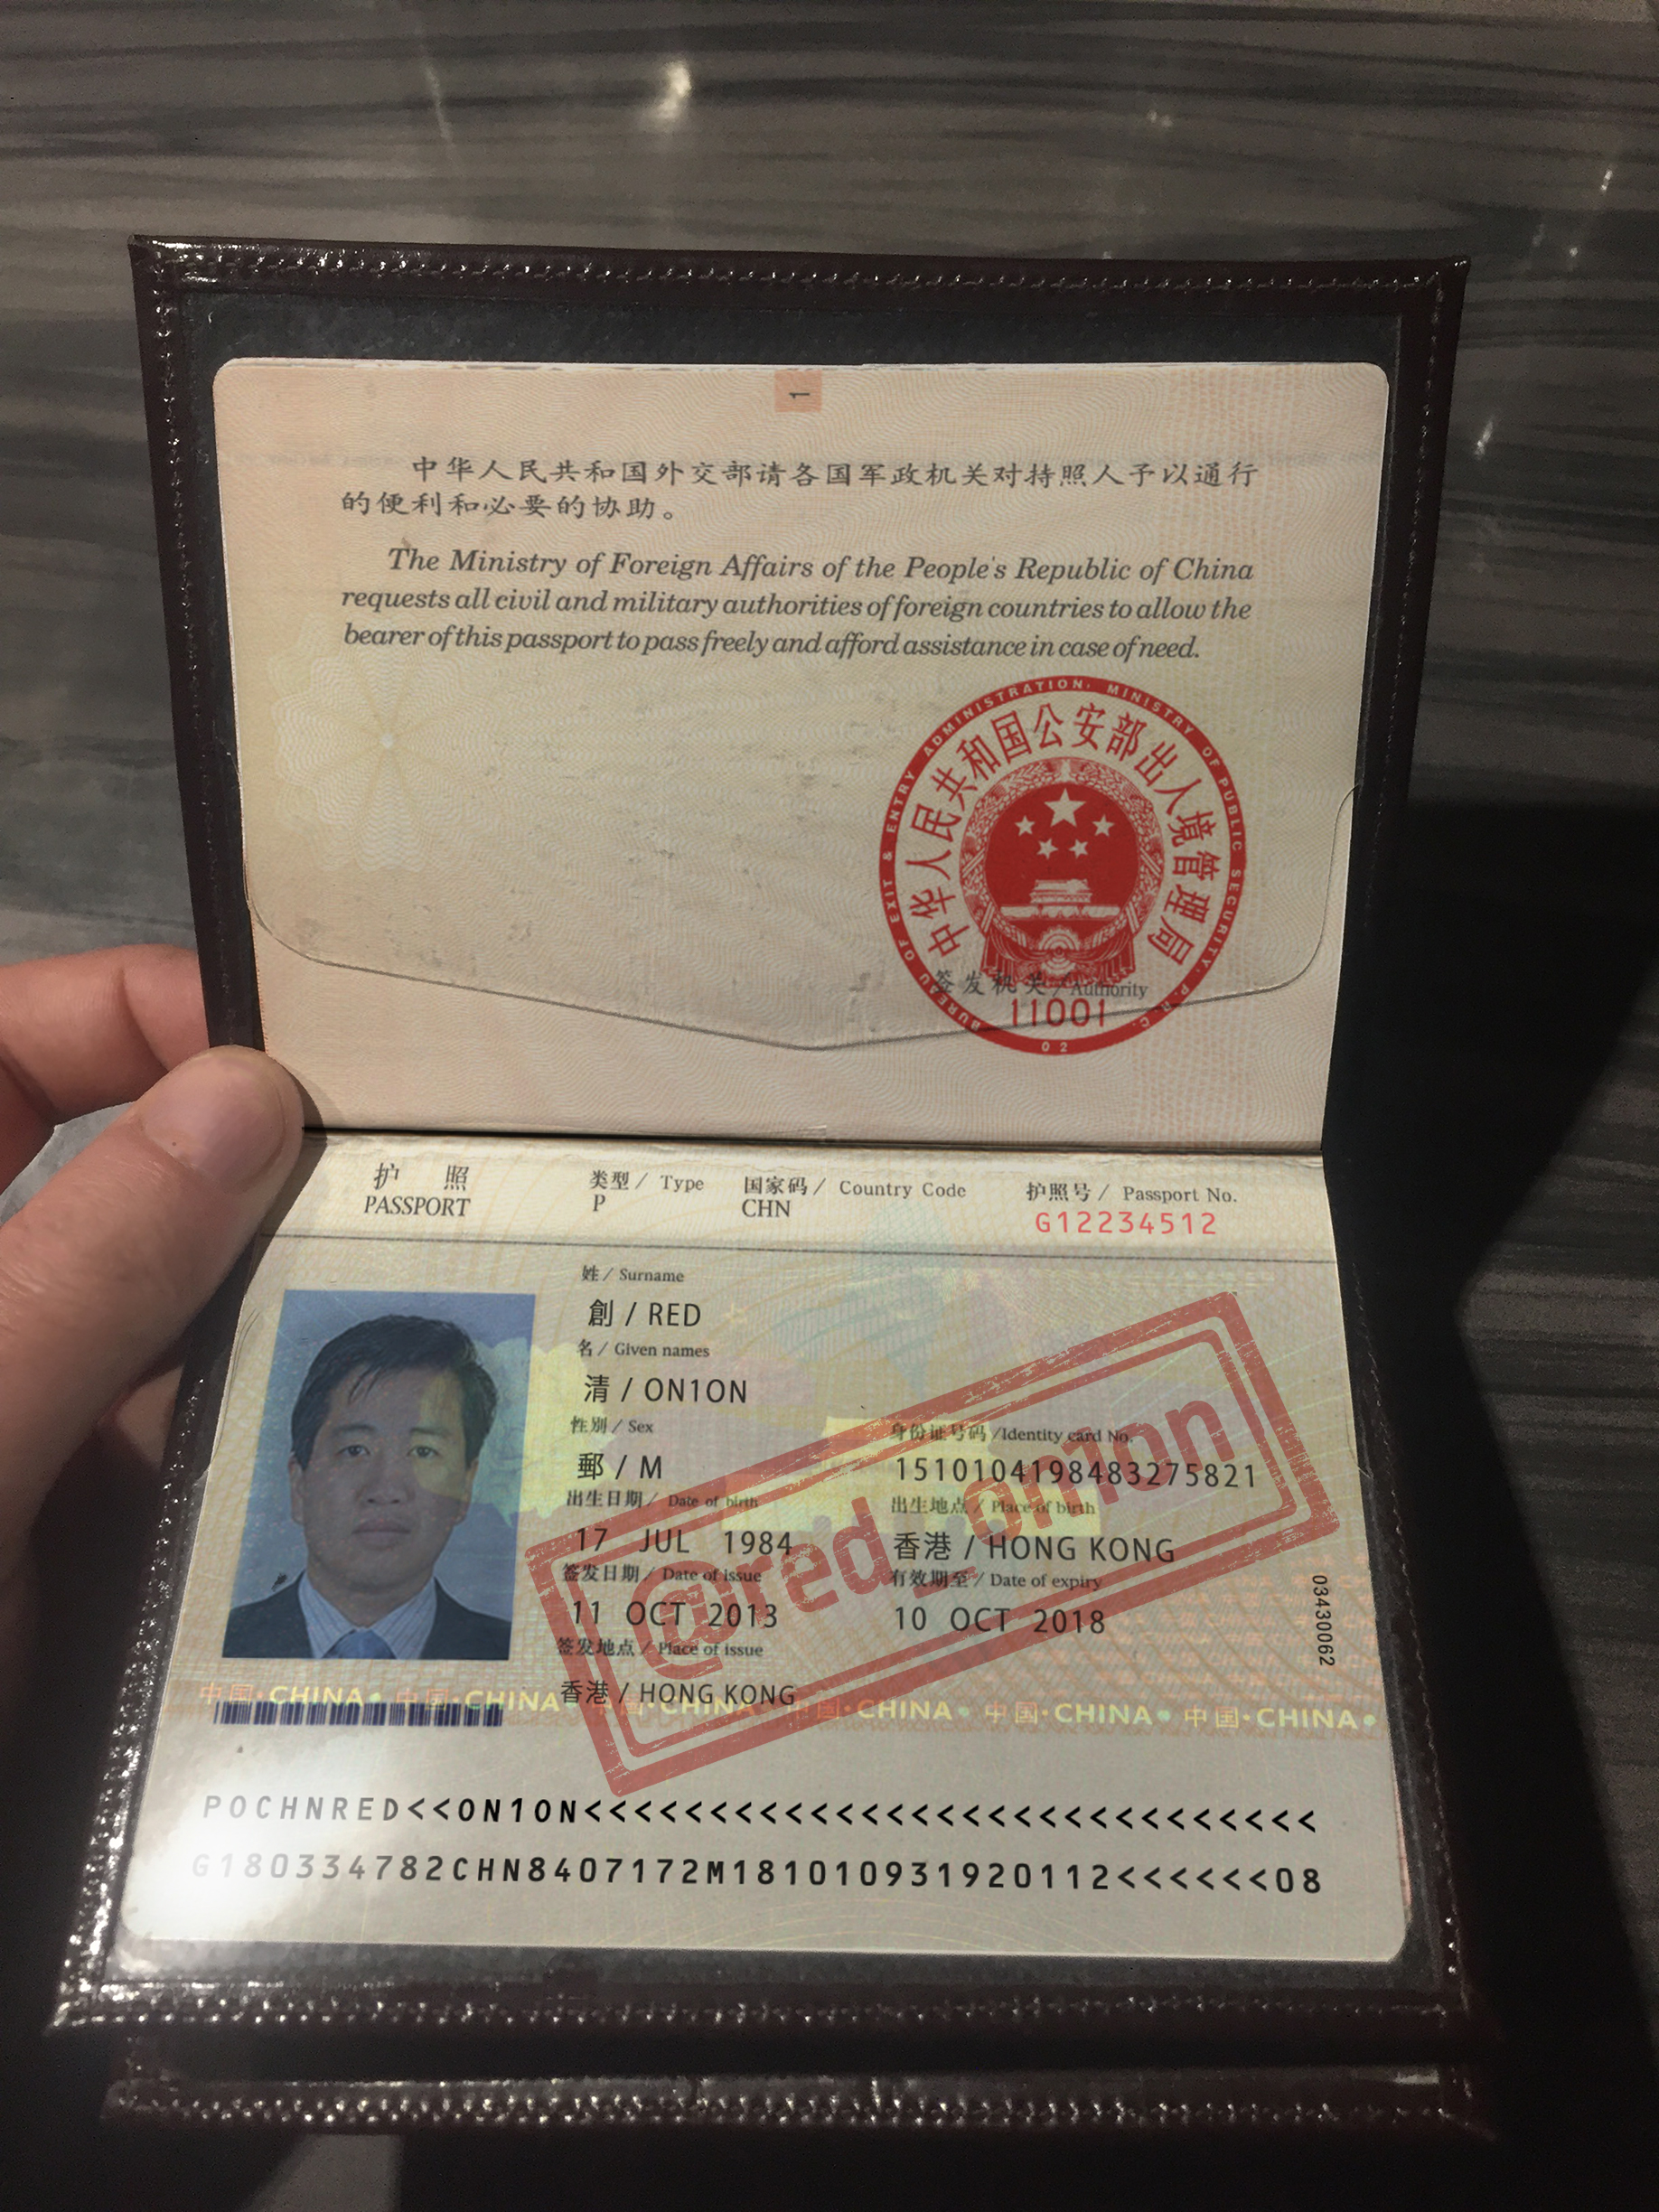 1
中华人民共和国外交部请各国军政机关对持照人予以通行
的便利和必要的协助。
The Ministry of Foreign Affairs of the People's Republic of China
requests all civil and military authorities of foreign countries to allow the
bearer of this passport to pass freely and afford assistance in case of need.
BUREAU OF EXIT & ENTRY ADMINISTRATION. MINISTRY OF PUBLIC SECURITY. P.R.C.
中华人民共和国公安部出入境管理局
签发机关 / Authority
11001
02
护 照 类型 / Type 国家码 / Country Code 护照号 / Passport No.
PASSPORT P CHN G12234512
姓 / Surname
創 / RED
名 / Given names
清 / ON1ON
性别 / Sex 身份证号码 /Identity card No.
郵 / M 1510104198483275821
出生日期 / Date of birth 出生地点 / Place of birth
17 JUL 1984 香港 / HONG KONG
签发日期 / Date of issue 有效期至 / Date of expiry
11 OCT 2013 10 OCT 2018
签发地点 / Place of issue
香港 / HONG KONG
03430062
@red_on1on
中国·CHINA· 中国·CHINA· 中国·CHINA· 中国·CHINA· 中国·CHINA· 中国·CHINA·
POCHNRED<<ON1ON<<<<<<<<<<<<<<<<<<<<<<<<<<<<<
G180334782CHN8407172M181010931920112<<<<<<08